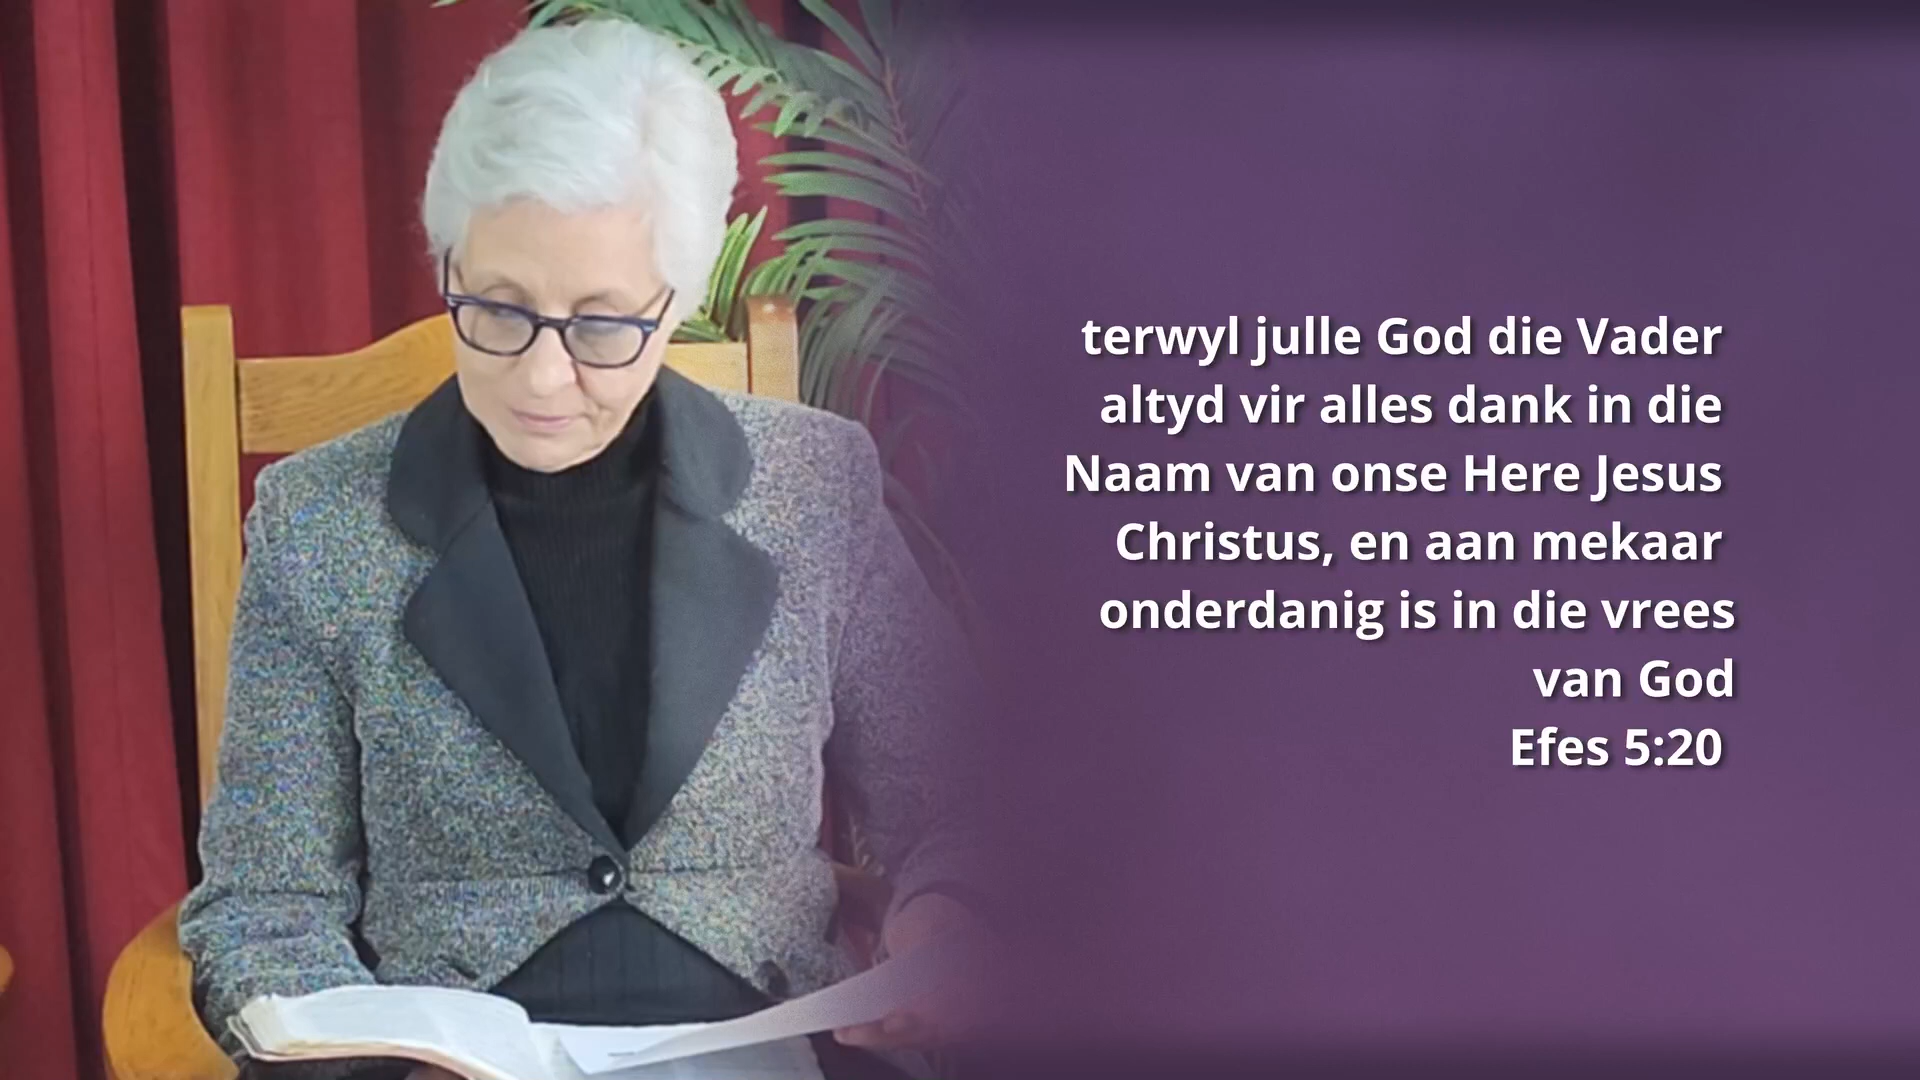 terwyl julle God die Vader
altyd vir alles dank in die
Naam van onse Here Jesus
Christus, en aan mekaar
onderdanig is in die vrees
van God
Efes 5:20